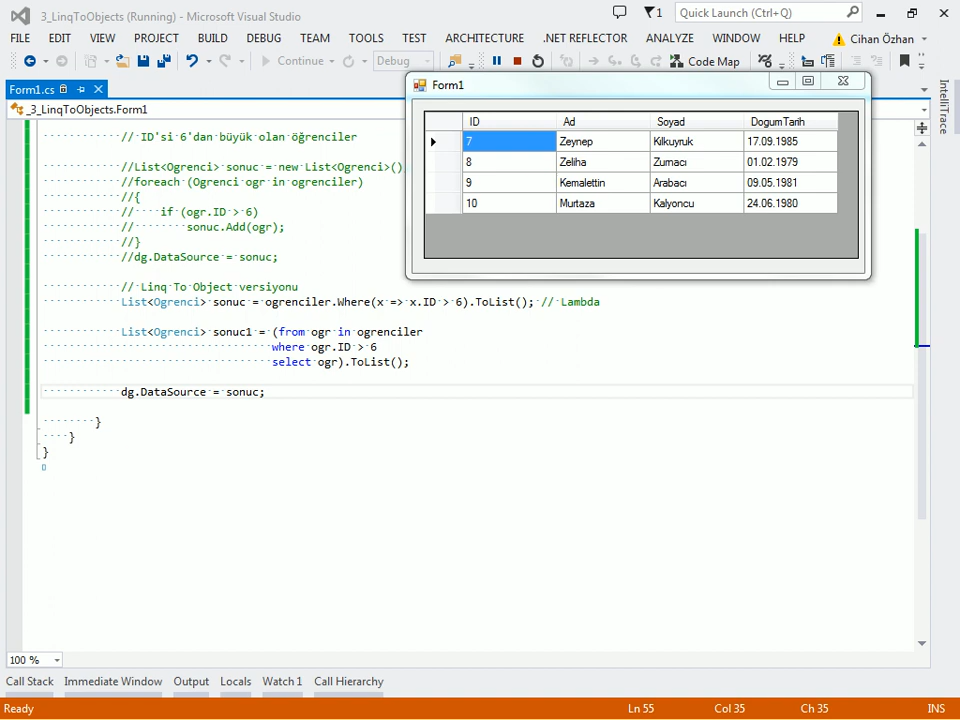 3_LinqToObjects (Running) - Microsoft Visual Studio
1
Quick Launch (Ctrl+Q)
FILE EDIT VIEW PROJECT BUILD DEBUG TEAM TOOLS TEST ARCHITECTURE .NET REFLECTOR ANALYZE WINDOW HELP Cihan Özhan
Continue Debug Code Map
Form1.cs
_3_LinqToObjects.Form1
IntelliTrace
Form1
ID Ad Soyad DogumTarih
7 Zeynep Kılkuyruk 17.09.1985
8 Zeliha Zurnacı 01.02.1979
9 Kemalettin Arabacı 09.05.1981
10 Murtaza Kalyoncu 24.06.1980
// ID'si 6'dan büyük olan öğrenciler
//List<Ogrenci> sonuc = new List<Ogrenci>()
//foreach (Ogrenci ogr in ogrenciler)
//{
//    if (ogr.ID > 6)
//        sonuc.Add(ogr);
//}
//dg.DataSource = sonuc;
// Linq To Object versiyonu
List<Ogrenci> sonuc = ogrenciler.Where(x => x.ID > 6).ToList(); // Lambda
List<Ogrenci> sonuc1 = (from ogr in ogrenciler
where ogr.ID > 6
select ogr).ToList();
dg.DataSource = sonuc;
}
}
}
100 %
Call Stack Immediate Window Output Locals Watch 1 Call Hierarchy
Ready Ln 55 Col 35 Ch 35 INS